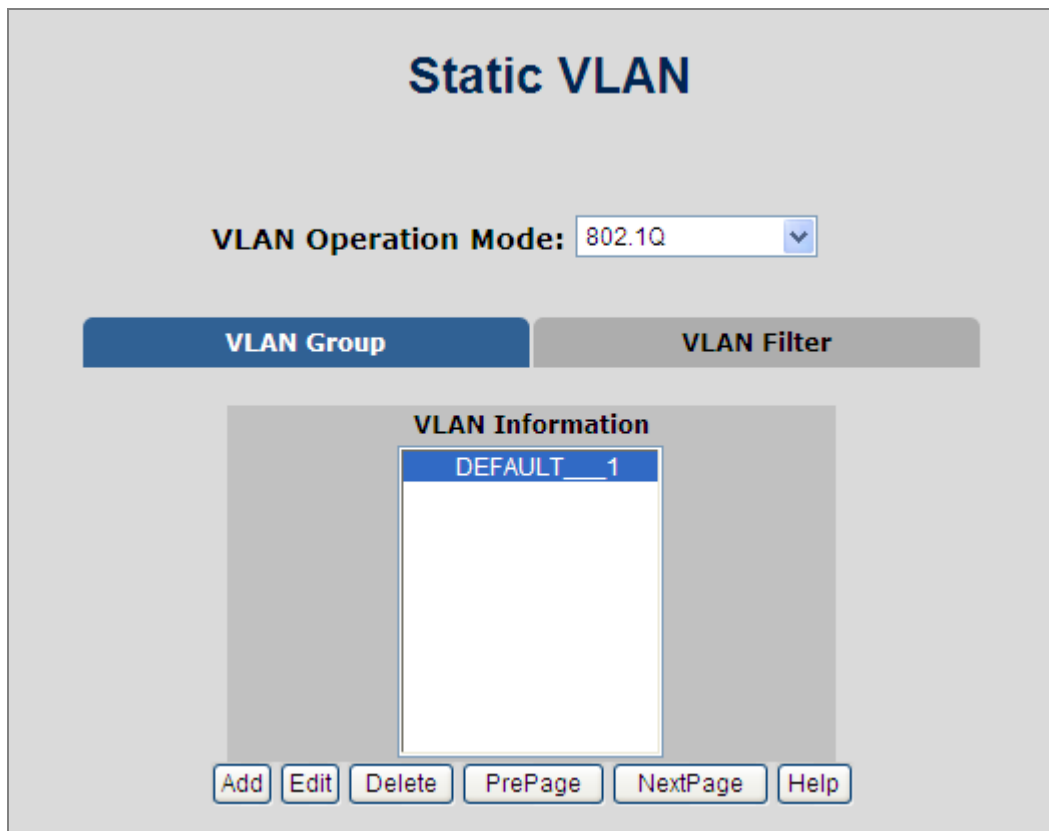 Static VLAN
VLAN Operation Mode: 802.1Q
VLAN Group VLAN Filter
VLAN Information
DEFAULT___1
Add Edit Delete PrePage NextPage Help